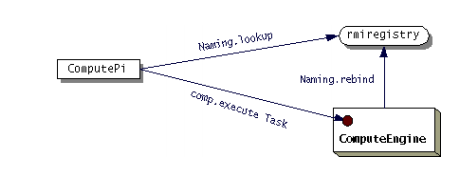 Naming.lookup
rmiregistry
ComputePi
Naming.rebind
comp.execute Task
ComputeEngine